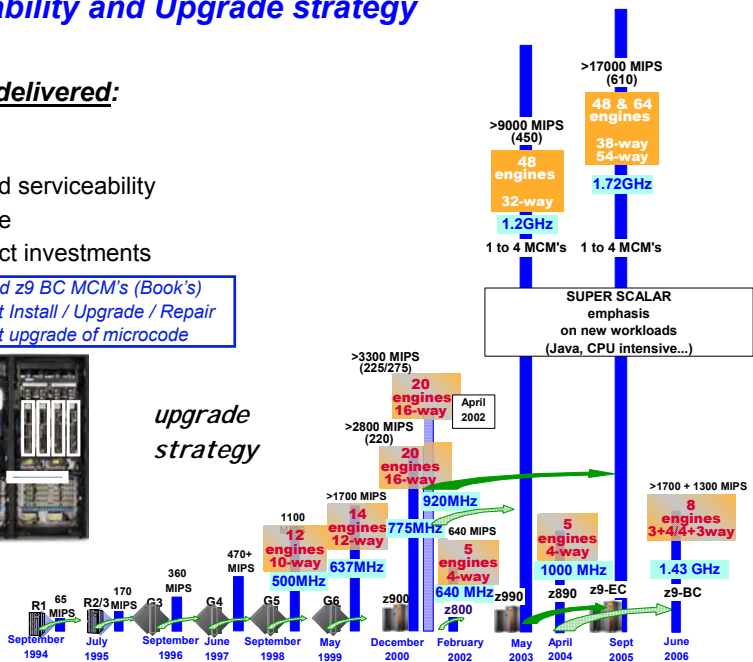 ability and Upgrade strategy
delivered:
d serviceability
e
ct investments
d z9 BC MCM's (Book's)
t Install / Upgrade / Repair
t upgrade of microcode
upgrade
strategy
>17000 MIPS
(610)
48 & 64
engines
38-way
54-way
1.72GHz
1 to 4 MCM's
>9000 MIPS
(450)
48
engines
32-way
1.2GHz
1 to 4 MCM's
SUPER SCALAR
emphasis
on new workloads
(Java, CPU intensive...)
>3300 MIPS
(225/275)
20
engines
16-way
April
2002
>2800 MIPS
(220)
20
engines
16-way
920MHz
775MHz
>1700 MIPS
14
engines
12-way
637MHz
1100
12
engines
10-way
500MHz
470+
MIPS
360
MIPS
170
MIPS
65
MIPS
640 MIPS
5
engines
4-way
640 MHz
5
engines
4-way
1000 MHz
>1700 + 1300 MIPS
8
engines
3+4/4+3way
1.43 GHz
R1
R2/3
G3
G4
G5
G6
z900
z800
z990
z890
z9-EC
z9-BC
September
1994
July
1995
September
1996
June
1997
September
1998
May
1999
December
2000
February
2002
May
2003
April
2004
Sept
2005
June
2006